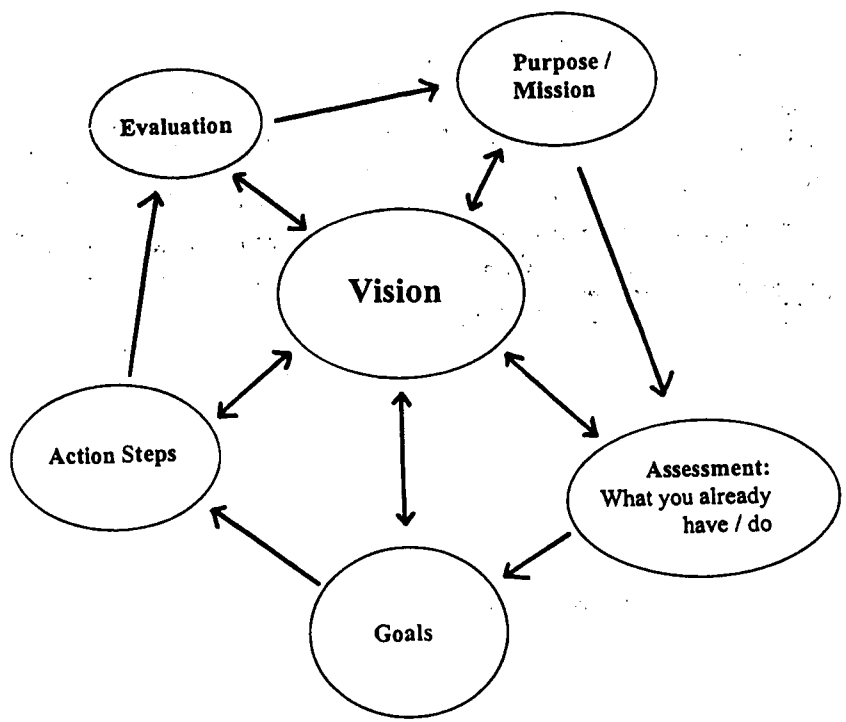 Purpose /
Mission
Evaluation
Vision
Action Steps
Assessment:
What you already
have / do
Goals